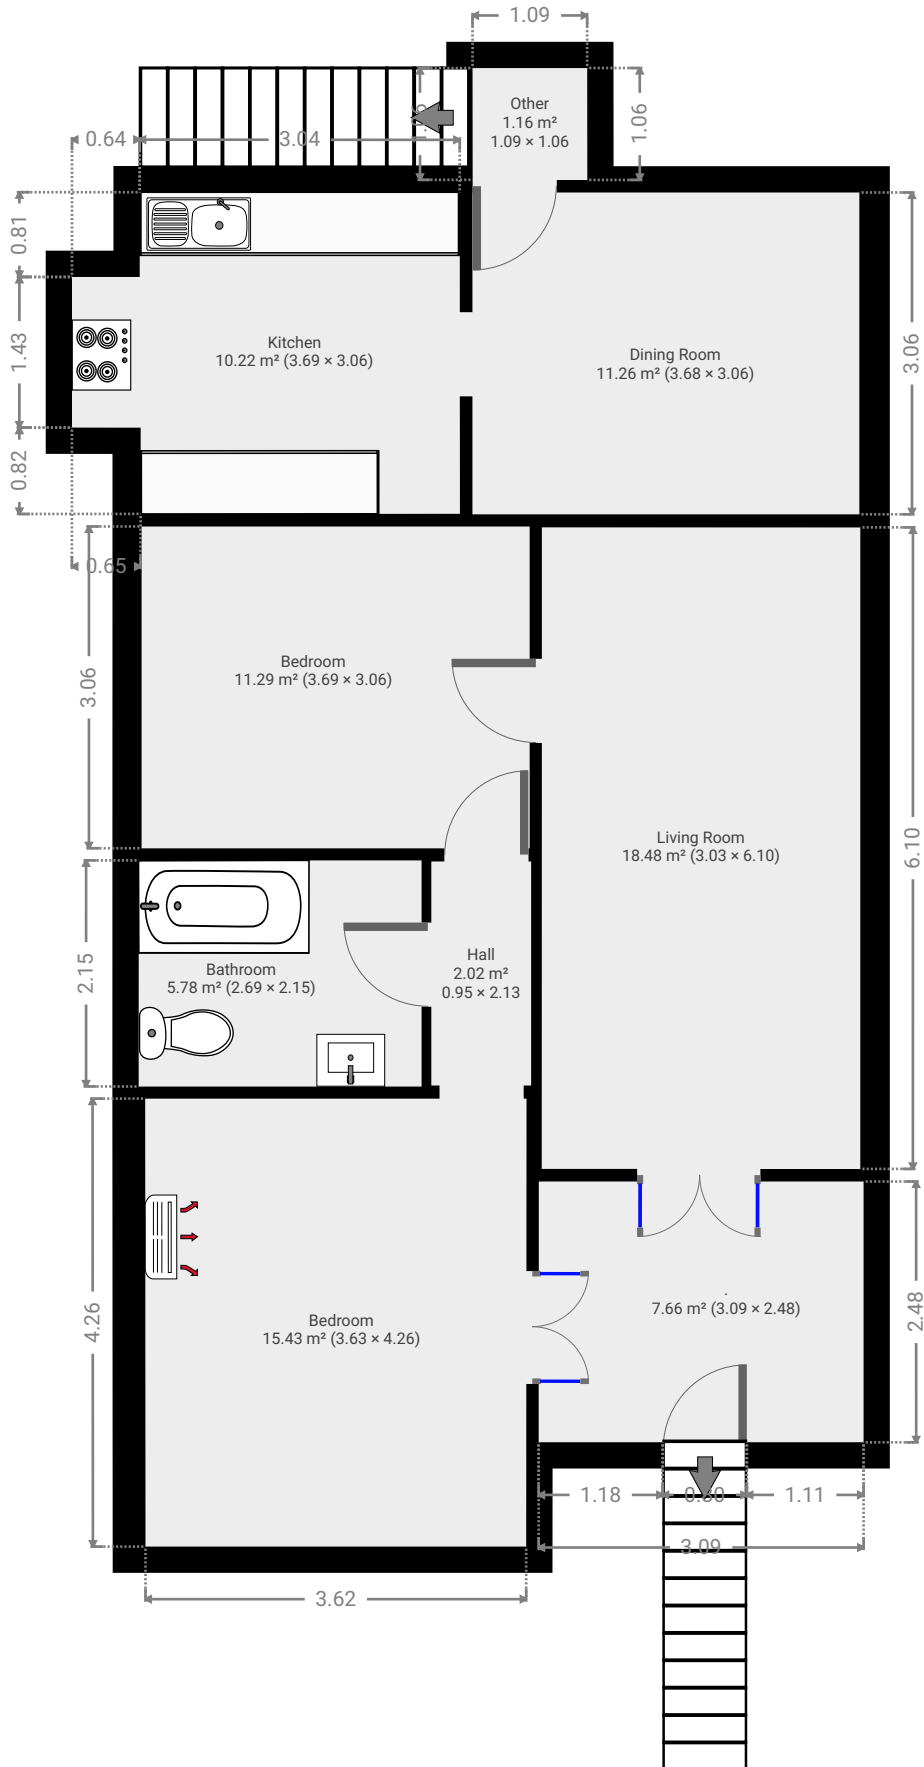 1.09
Other
1.16 m²
1.09 × 1.06
1.06
0.64
3.04
0.81
Kitchen
10.22 m² (3.69 × 3.06)
1.43
Dining Room
11.26 m² (3.68 × 3.06)
3.06
0.82
0.65
3.06
Bedroom
11.29 m² (3.69 × 3.06)
Living Room
18.48 m² (3.03 × 6.10)
6.10
2.15
Bathroom
5.78 m² (2.69 × 2.15)
Hall
2.02 m²
0.95 × 2.13
4.26
Bedroom
15.43 m² (3.63 × 4.26)
.
7.66 m² (3.09 × 2.48)
2.48
1.18
1.11
3.09
3.62